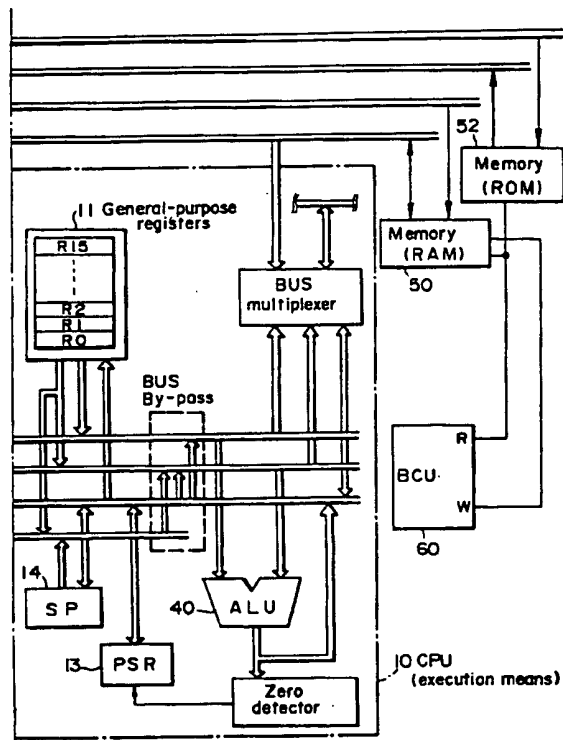 52
Memory
(ROM)
11 General-purpose
registers
R15
R2
R1
R0
BUS
multiplexer
Memory
(RAM)
50
BUS
By-pass
R
BCU
W
60
14
SP
40
ALU
13
PSR
Zero
detector
10 CPU
(execution means)